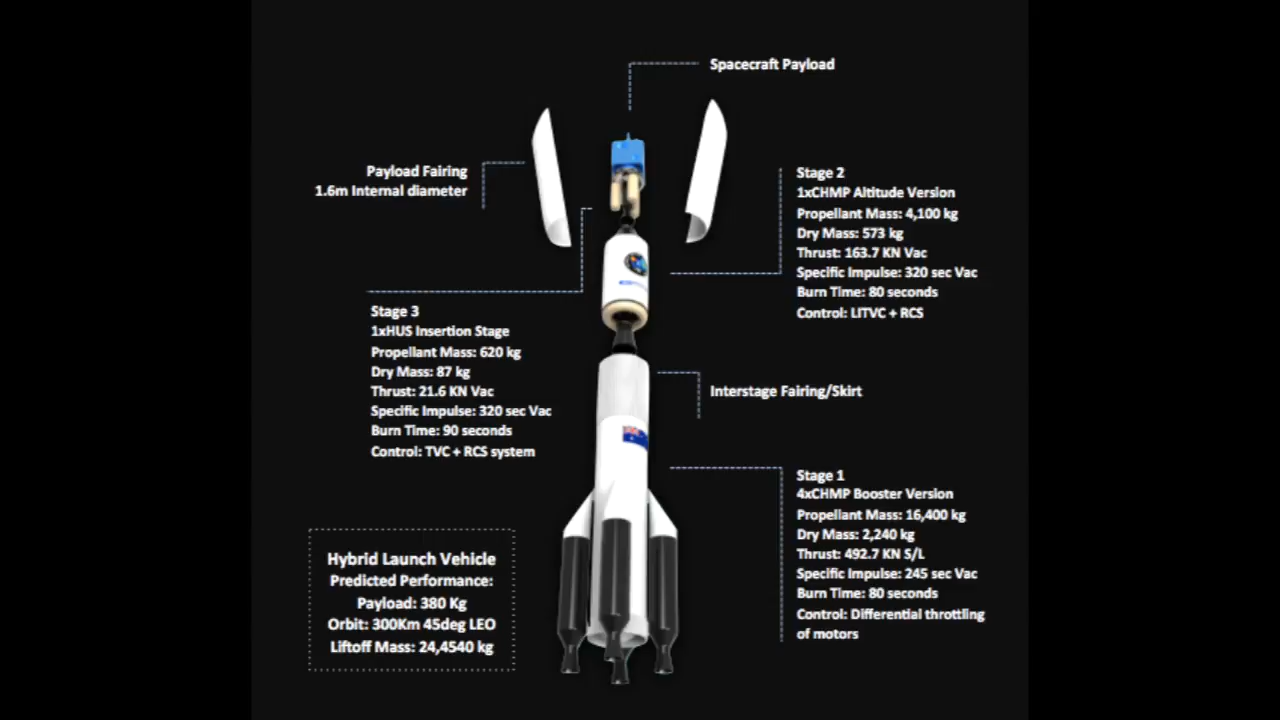 Spacecraft Payload
Payload Fairing
1.6m Internal diameter
Stage 2
1xCHMP Altitude Version
Propellant Mass: 4,100 kg
Dry Mass: 573 kg
Thrust: 163.7 KN Vac
Specific Impulse: 320 sec Vac
Burn Time: 80 seconds
Control: LITVC + RCS
Stage 3
1xHUS Insertion Stage
Propellant Mass: 620 kg
Dry Mass: 87 kg
Thrust: 21.6 KN Vac
Specific Impulse: 320 sec Vac
Burn Time: 90 seconds
Control: TVC + RCS system
Interstage Fairing/Skirt
Stage 1
4xCHMP Booster Version
Propellant Mass: 16,400 kg
Dry Mass: 2,240 kg
Thrust: 492.7 KN S/L
Specific Impulse: 245 sec Vac
Burn Time: 80 seconds
Control: Differential throttling
of motors
Hybrid Launch Vehicle
Predicted Performance:
Payload: 380 Kg
Orbit: 300Km 45deg LEO
Liftoff Mass: 24,4540 kg